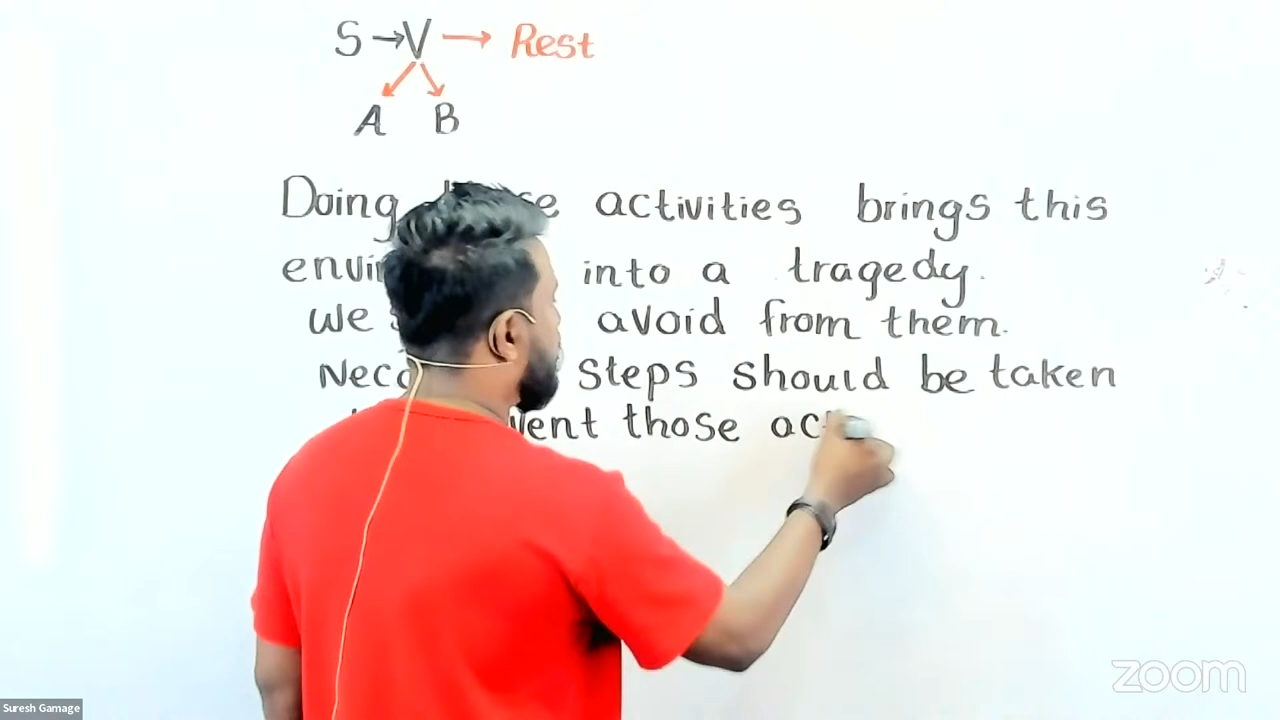 S → V → Rest
A B
Doing activities brings this
into a tragedy.
We avoid from them.
steps should be taken
those
zoom
Suresh Gamage